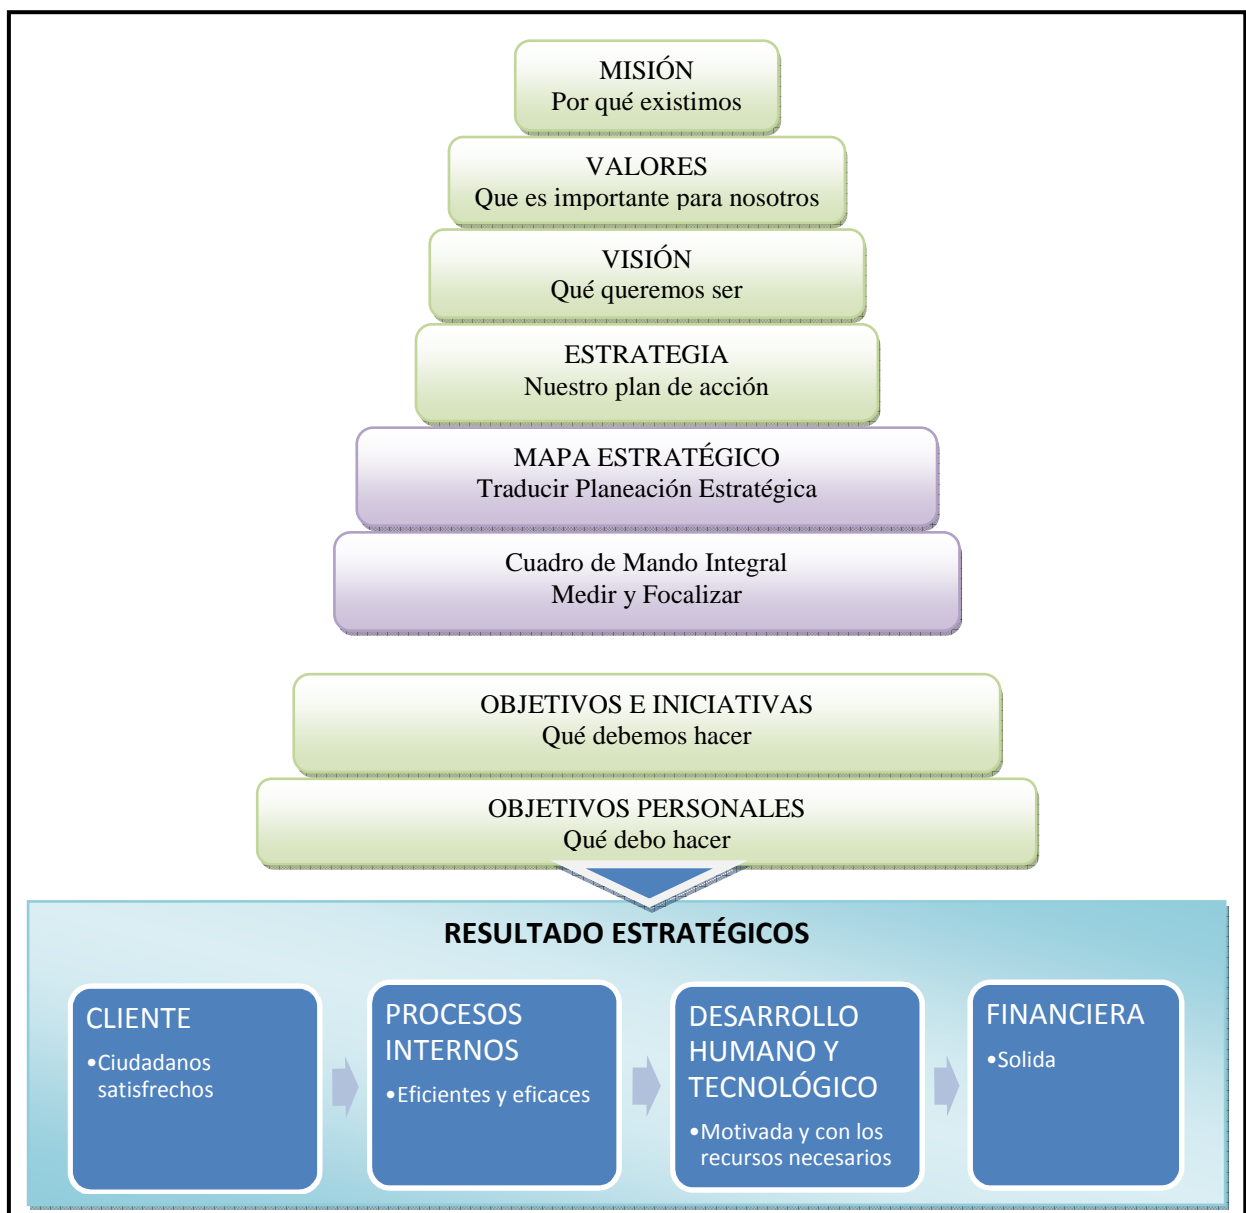 MISIÓN
Por qué existimos
VALORES
Que es importante para nosotros
VISIÓN
Qué queremos ser
ESTRATEGIA
Nuestro plan de acción
MAPA ESTRATÉGICO
Traducir Planeación Estratégica
Cuadro de Mando Integral
Medir y Focalizar
OBJETIVOS E INICIATIVAS
Qué debemos hacer
OBJETIVOS PERSONALES
Qué debo hacer
RESULTADO ESTRATÉGICOS
CLIENTE
•Ciudadanos
satisfrechos
PROCESOS
INTERNOS
•Eficientes y eficaces
DESARROLLO
HUMANO Y
TECNOLÓGICO
•Motivada y con los
recursos necesarios
FINANCIERA
•Solida